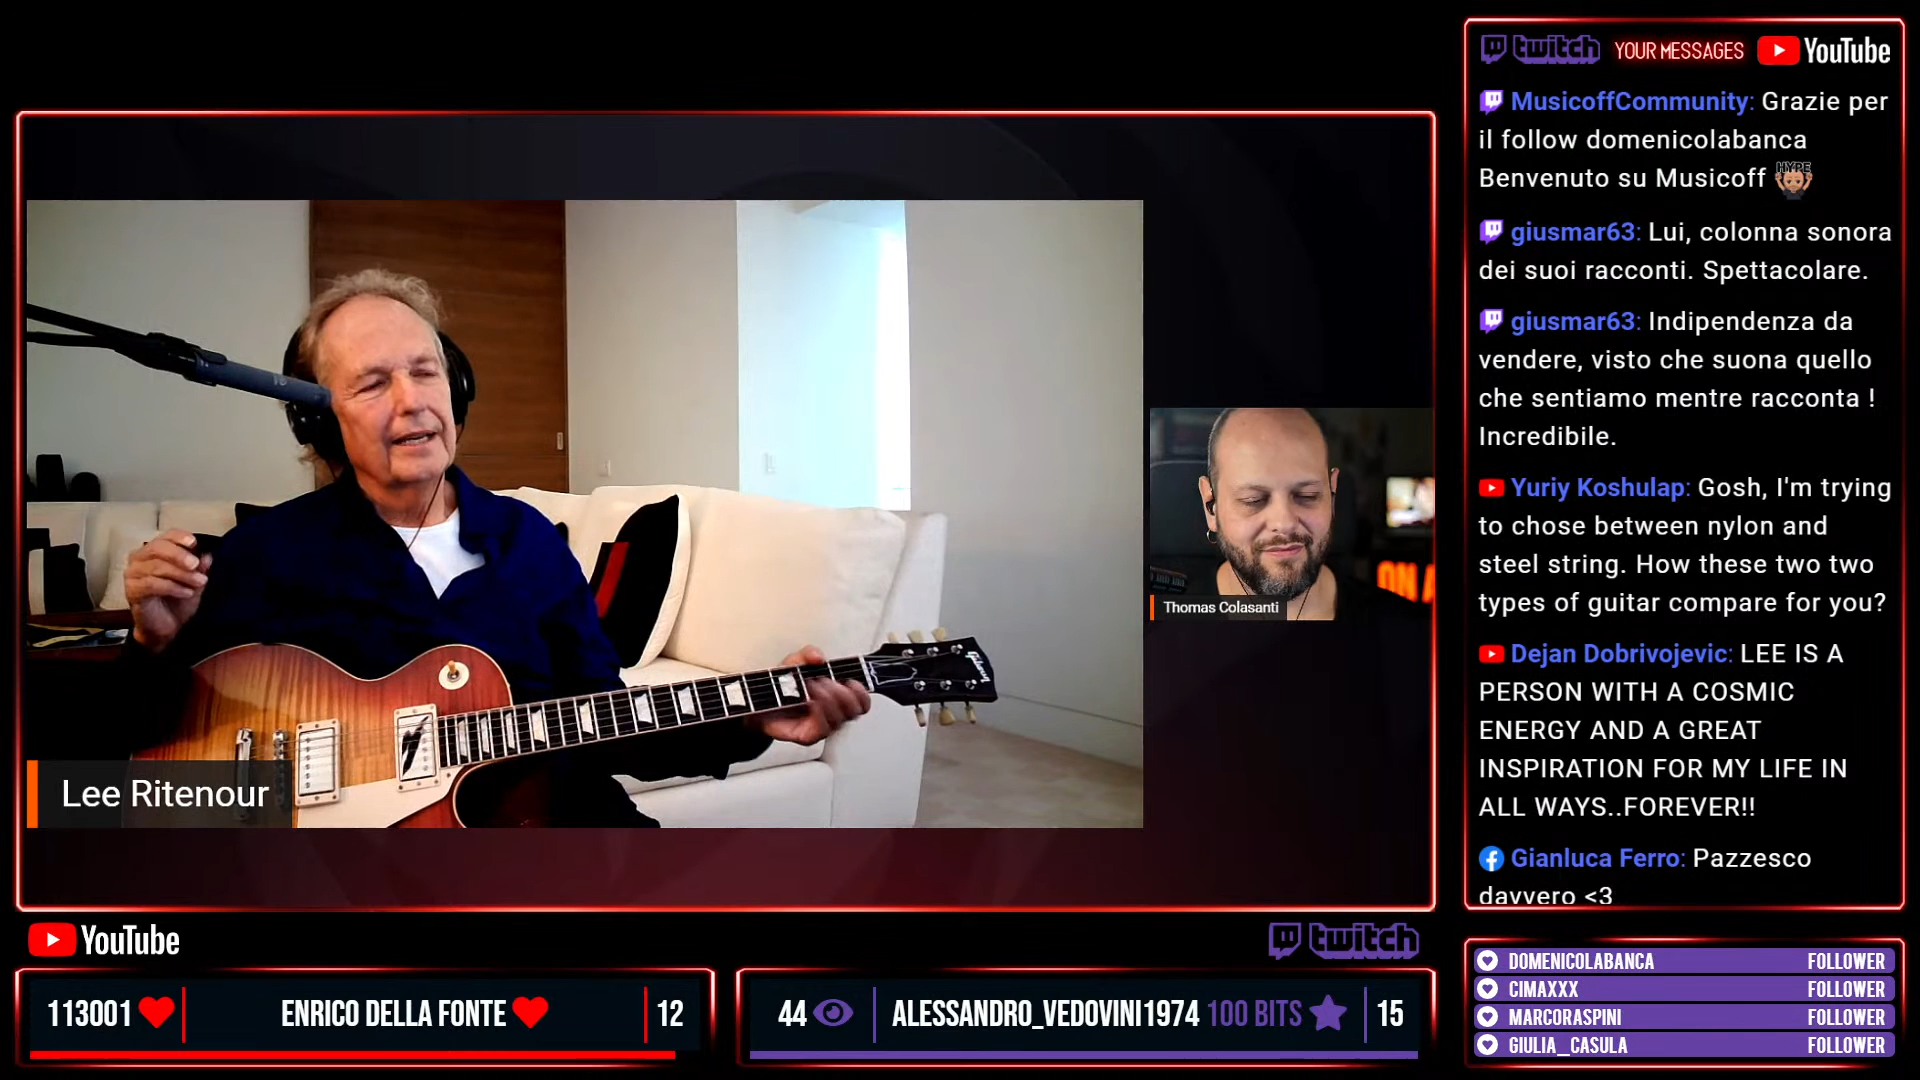 twitch YOUR MESSAGES YouTube
MusicoffCommunity: Grazie per
il follow domenicolabanca
Benvenuto su Musicoff HYPE
giusmar63: Lui, colonna sonora
dei suoi racconti. Spettacolare.
giusmar63: Indipendenza da
vendere, visto che suona quello
che sentiamo mentre racconta !
Incredibile.
Yuriy Koshulap: Gosh, I'm trying
to chose between nylon and
steel string. How these two two
types of guitar compare for you?
Dejan Dobrivojevic: LEE IS A
PERSON WITH A COSMIC
ENERGY AND A GREAT
INSPIRATION FOR MY LIFE IN
ALL WAYS..FOREVER!!
Gianluca Ferro: Pazzesco
davvero <3
Gibson
ON A
Thomas Colasanti
Lee Ritenour
YouTube
twitch
113001 ENRICO DELLA FONTE 12
44 ALESSANDRO_VEDOVINI1974 100 BITS 15
DOMENICOLABANCA FOLLOWER
CIMAXXX FOLLOWER
MARCORASPINI FOLLOWER
GIULIA_CASULA FOLLOWER